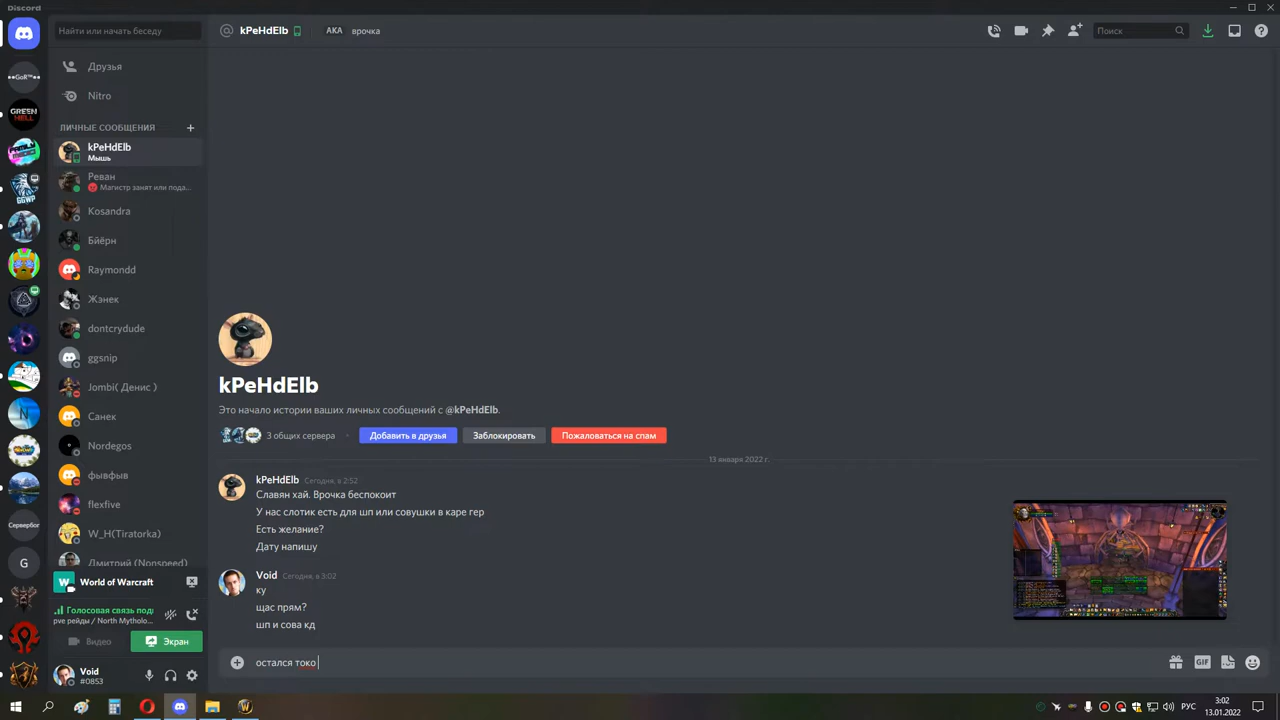 Discord
Найти или начать беседу
kPeHdElb
AKA врочка
Поиск
Друзья
Nitro
ЛИЧНЫЕ СООБЩЕНИЯ
kPeHdElb
Мышь
Реван
Магистр занят или пода...
Kosandra
Бйёрн
Raymondd
Жэнек
dontcrydude
ggsnip
Jombi( Денис )
Санек
Nordegos
фывфыв
flexfive
W_H(Tiratorka)
Дмитрий (Nonspeed)
GREEN
HELL
GGWP
Сервербог
G
World of Warcraft
Голосовая связь подк
pve рейды / North Mytholo...
Видео
Экран
Void
#0853
kPeHdElb
Это начало истории ваших личных сообщений с @kPeHdElb.
3 общих сервера
Добавить в друзья
Заблокировать
Пожаловаться на спам
13 января 2022 г.
kPeHdElb Сегодня, в 2:52
Славян хай. Врочка беспокоит
У нас слотик есть для шп или совушки в каре гер
Есть желание?
Дату напишу
Void Сегодня, в 3:02
ку
щас прям?
шп и сова кд
остался токо
GIF
РУС
3:02
13.01.2022